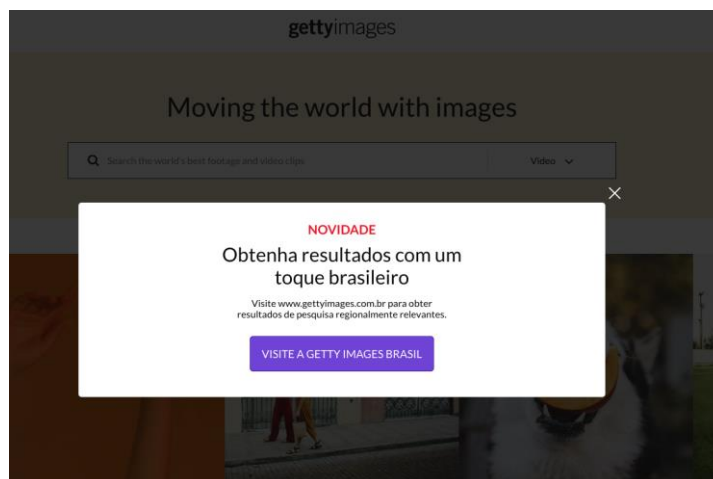 gettyimages
Moving the world with images
Search the world's best footage and video clips
Video
NOVIDADE
Obtenha resultados com um
toque brasileiro
Visite www.gettyimages.com.br para obter
resultados de pesquisa regionalmente relevantes.
VISITE A GETTY IMAGES BRASIL